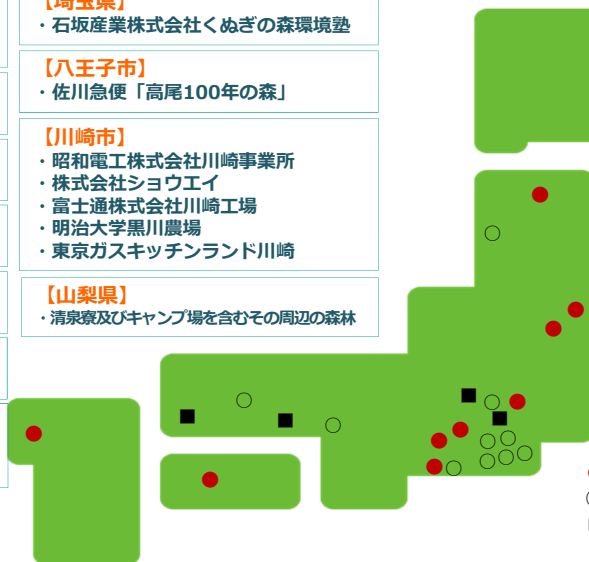 【埼玉県】
・石坂産業株式会社くぬぎの森環境塾
【八王子市】
・佐川急便「高尾100年の森」
【川崎市】
・昭和電工株式会社川崎事業所
・株式会社ショウエイ
・富士通株式会社川崎工場
・明治大学黒川農場
・東京ガスキッチンランド川崎
【山梨県】
・清泉寮及びキャンプ場を含むその周辺の森林